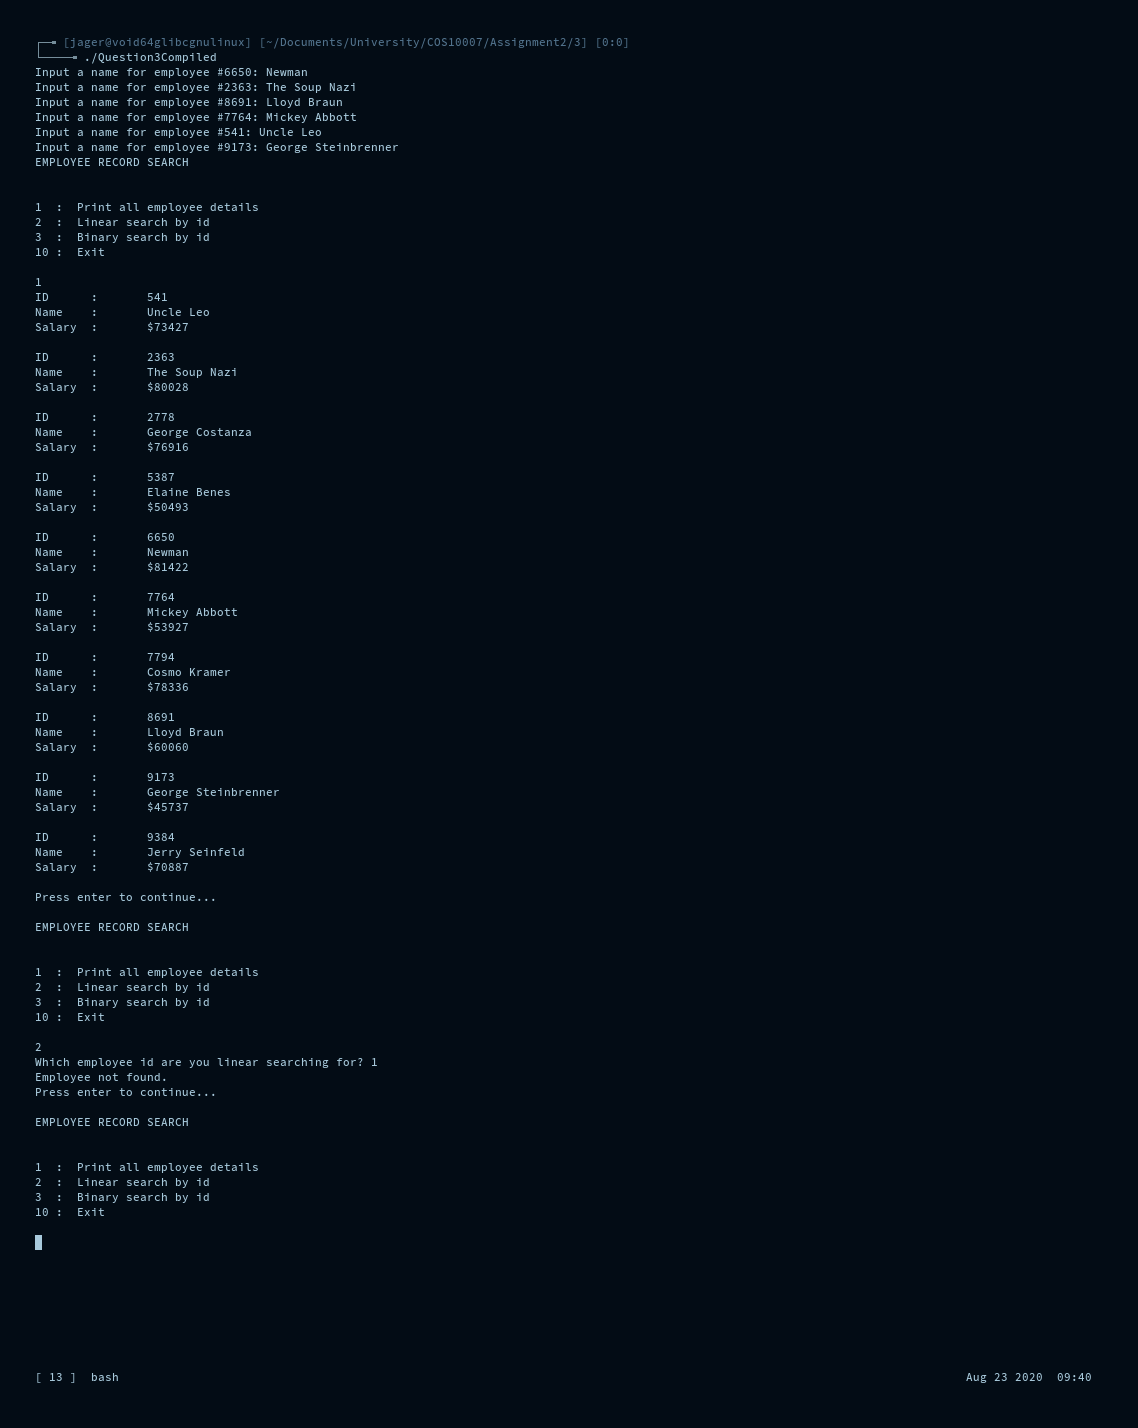 [jager@void64glibcgnulinux] [~/Documents/University/COS10007/Assignment2/3] [0:0]
./Question3Compiled
Input a name for employee #6650: Newman
Input a name for employee #2363: The Soup Nazi
Input a name for employee #8691: Lloyd Braun
Input a name for employee #7764: Mickey Abbott
Input a name for employee #541: Uncle Leo
Input a name for employee #9173: George Steinbrenner
EMPLOYEE RECORD SEARCH
1  :  Print all employee details
2  :  Linear search by id
3  :  Binary search by id
10 :  Exit
1
ID      :       541
Name    :       Uncle Leo
Salary  :       $73427
ID      :       2363
Name    :       The Soup Nazi
Salary  :       $80028
ID      :       2778
Name    :       George Costanza
Salary  :       $76916
ID      :       5387
Name    :       Elaine Benes
Salary  :       $50493
ID      :       6650
Name    :       Newman
Salary  :       $81422
ID      :       7764
Name    :       Mickey Abbott
Salary  :       $53927
ID      :       7794
Name    :       Cosmo Kramer
Salary  :       $78336
ID      :       8691
Name    :       Lloyd Braun
Salary  :       $60060
ID      :       9173
Name    :       George Steinbrenner
Salary  :       $45737
ID      :       9384
Name    :       Jerry Seinfeld
Salary  :       $70887
Press enter to continue...
EMPLOYEE RECORD SEARCH
1  :  Print all employee details
2  :  Linear search by id
3  :  Binary search by id
10 :  Exit
2
Which employee id are you linear searching for? 1
Employee not found.
Press enter to continue...
EMPLOYEE RECORD SEARCH
1  :  Print all employee details
2  :  Linear search by id
3  :  Binary search by id
10 :  Exit
[ 13 ]  bash Aug 23 2020  09:40